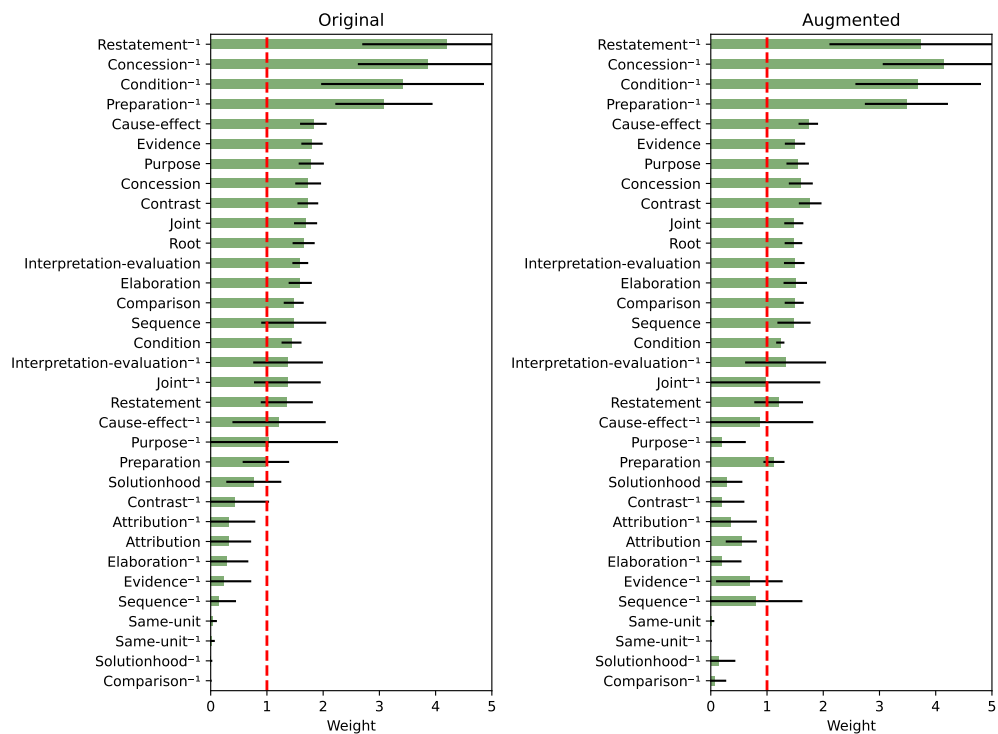 Original
Restatement⁻¹
Concession⁻¹
Condition⁻¹
Preparation⁻¹
Cause-effect
Evidence
Purpose
Concession
Contrast
Joint
Root
Interpretation-evaluation
Elaboration
Comparison
Sequence
Condition
Interpretation-evaluation⁻¹
Joint⁻¹
Restatement
Cause-effect⁻¹
Purpose⁻¹
Preparation
Solutionhood
Contrast⁻¹
Attribution⁻¹
Attribution
Elaboration⁻¹
Evidence⁻¹
Sequence⁻¹
Same-unit
Same-unit⁻¹
Solutionhood⁻¹
Comparison⁻¹
0 1 2 3 4 5
Weight
Augmented
Restatement⁻¹
Concession⁻¹
Condition⁻¹
Preparation⁻¹
Cause-effect
Evidence
Purpose
Concession
Contrast
Joint
Root
Interpretation-evaluation
Elaboration
Comparison
Sequence
Condition
Interpretation-evaluation⁻¹
Joint⁻¹
Restatement
Cause-effect⁻¹
Purpose⁻¹
Preparation
Solutionhood
Contrast⁻¹
Attribution⁻¹
Attribution
Elaboration⁻¹
Evidence⁻¹
Sequence⁻¹
Same-unit
Same-unit⁻¹
Solutionhood⁻¹
Comparison⁻¹
0 1 2 3 4 5
Weight